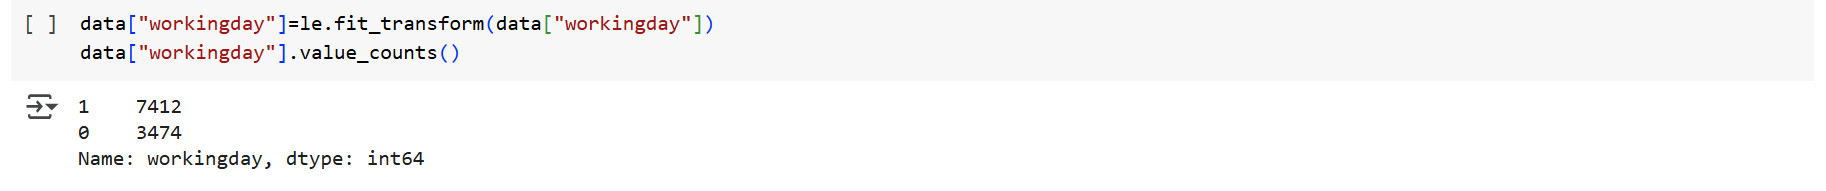 [ ] data["workingday"]=le.fit_transform(data["workingday"])
data["workingday"].value_counts()
1    7412
0    3474
Name: workingday, dtype: int64